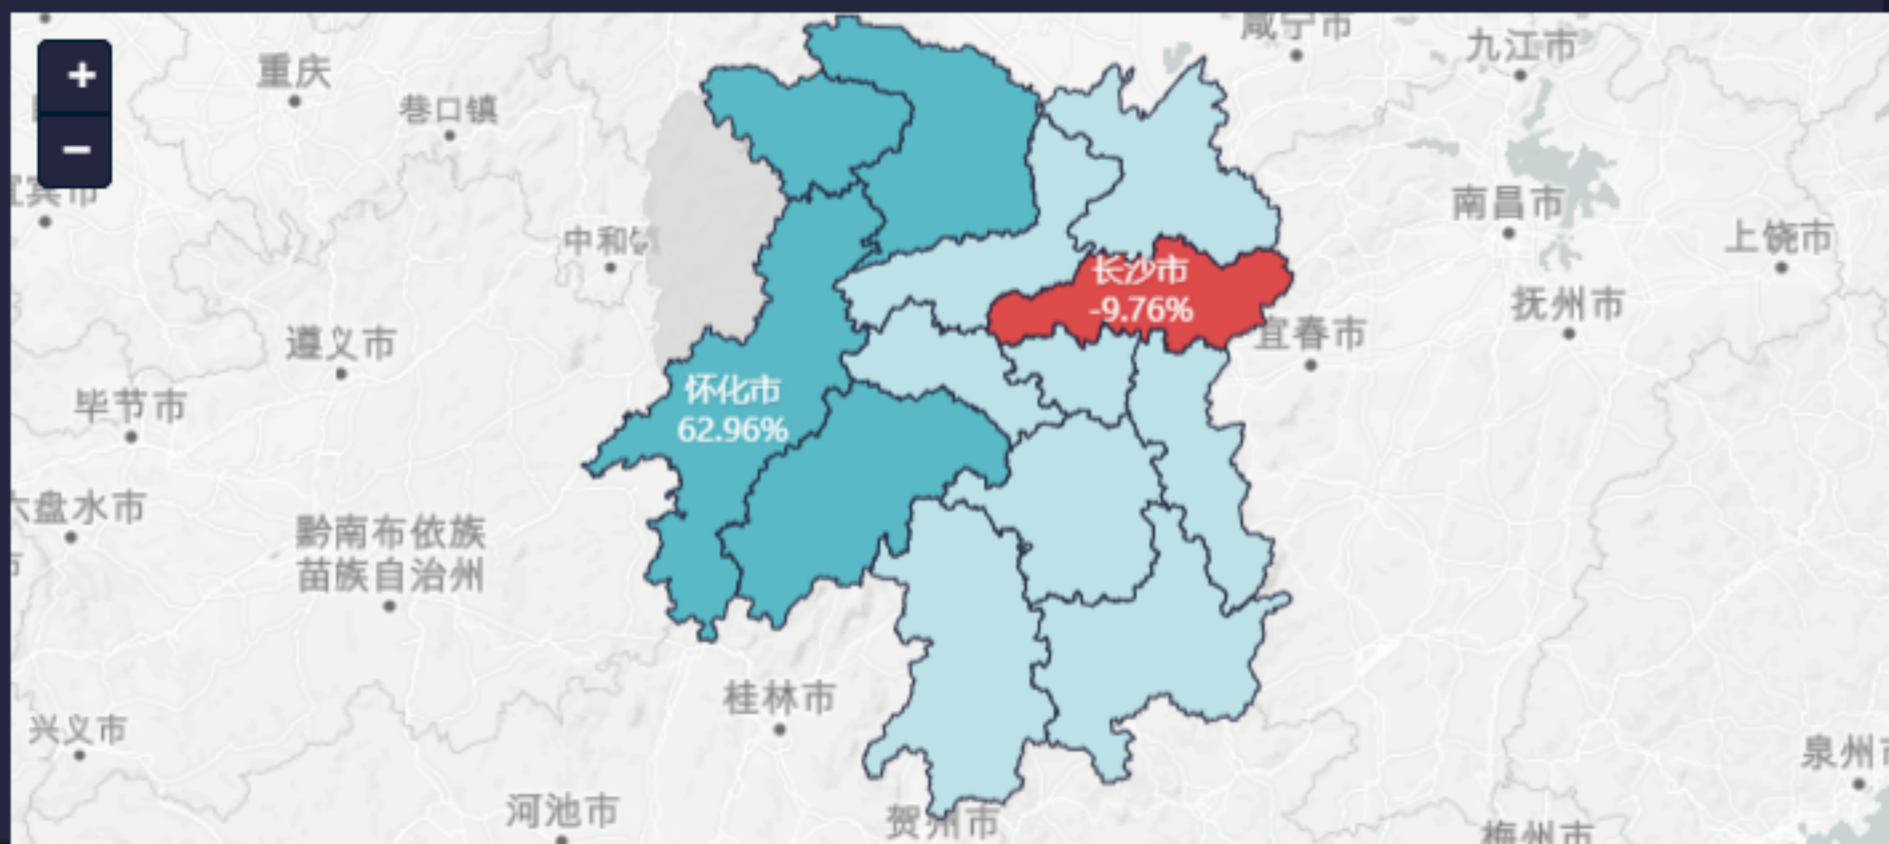 +
−
咸宁市
九江市
重庆
巷口镇
宜宾市
南昌市
上饶市
中和镇
长沙市
-9.76%
抚州市
宜春市
遵义市
怀化市
62.96%
毕节市
六盘水市
黔南布依族
苗族自治州
桂林市
兴义市
泉州市
河池市
贺州市
梅州市